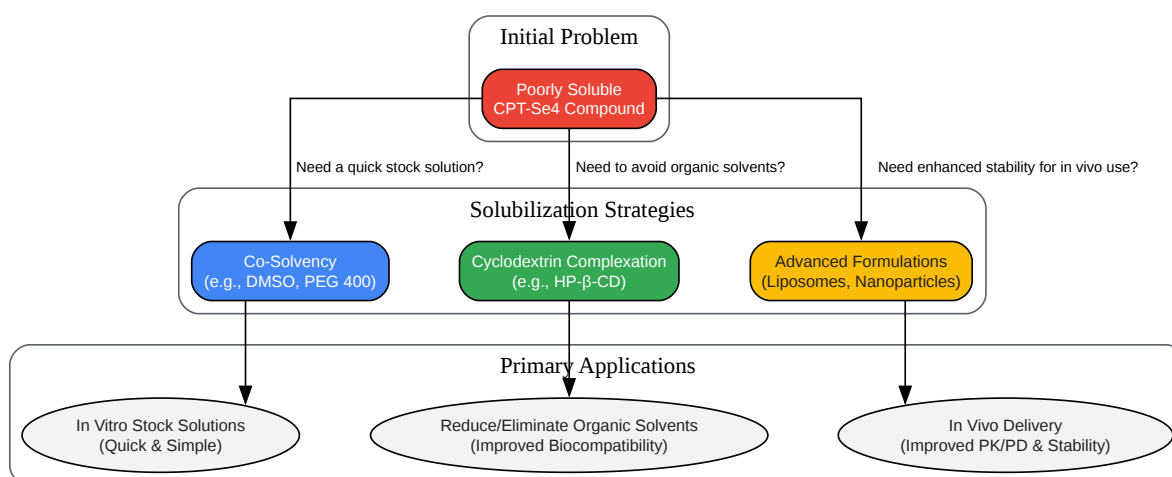 Initial Problem
Poorly Soluble
CPT-Se4 Compound
Need a quick stock solution?
Need to avoid organic solvents?
Need enhanced stability for in vivo use?
Solubilization Strategies
Co-Solvency
(e.g., DMSO, PEG 400)
Cyclodextrin Complexation
(e.g., HP-β-CD)
Advanced Formulations
(Liposomes, Nanoparticles)
Primary Applications
In Vitro Stock Solutions
(Quick & Simple)
Reduce/Eliminate Organic Solvents
(Improved Biocompatibility)
In Vivo Delivery
(Improved PK/PD & Stability)